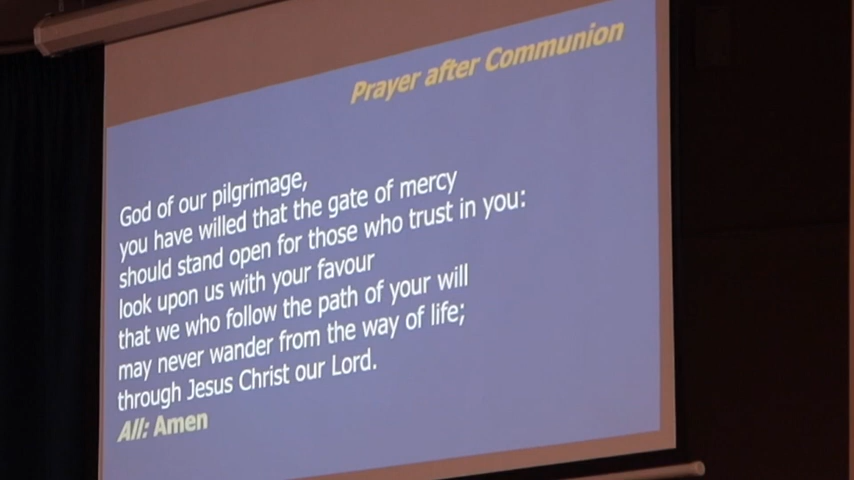 Prayer after Communion
God of our pilgrimage,
you have willed that the gate of mercy
should stand open for those who trust in you:
look upon us with your favour
that we who follow the path of your will
may never wander from the way of life;
through Jesus Christ our Lord.
All: Amen